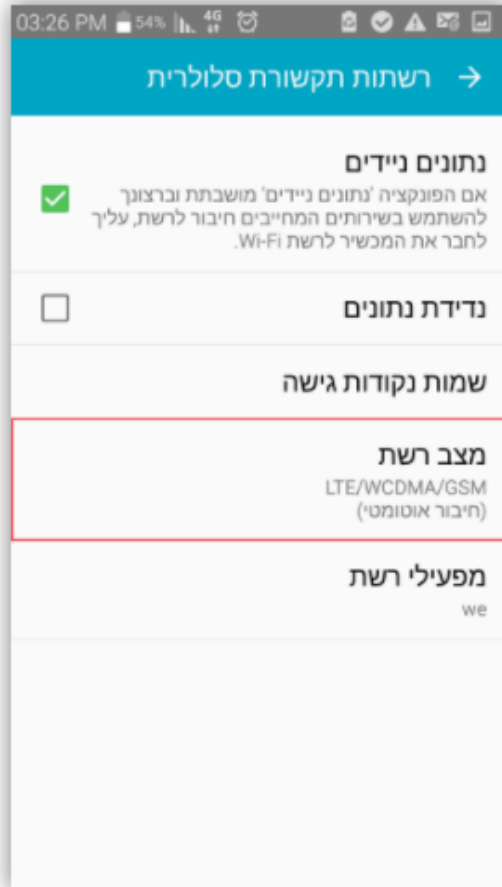 03:26 PM 54% 4G
רשתות תקשורת סלולרית
נתונים ניידים
אם הפונקציה 'נתונים ניידים' מושבתת וברצונך
להשתמש בשירותים המחייבים חיבור לרשת, עליך
לחבר את המכשיר לרשת Wi-Fi.
נדידת נתונים
שמות נקודות גישה
מצב רשת
LTE/WCDMA/GSM
(חיבור אוטומטי)
מפעילי רשת
we